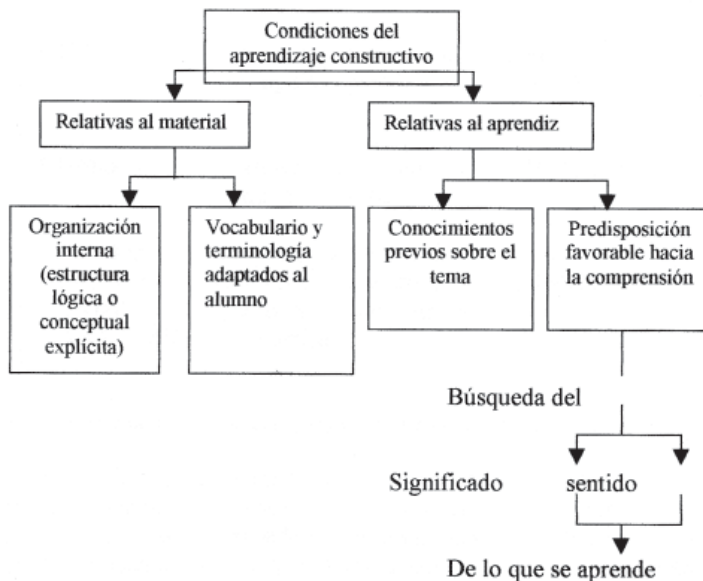 Condiciones del
aprendizaje constructivo
Relativas al material
Relativas al aprendiz
Organización
interna
(estructura
lógica o
conceptual
explícita)
Vocabulario y
terminología
adaptados al
alumno
Conocimientos
previos sobre el
tema
Predisposición
favorable hacia
la comprensión
Búsqueda del
Significado sentido
De lo que se aprende